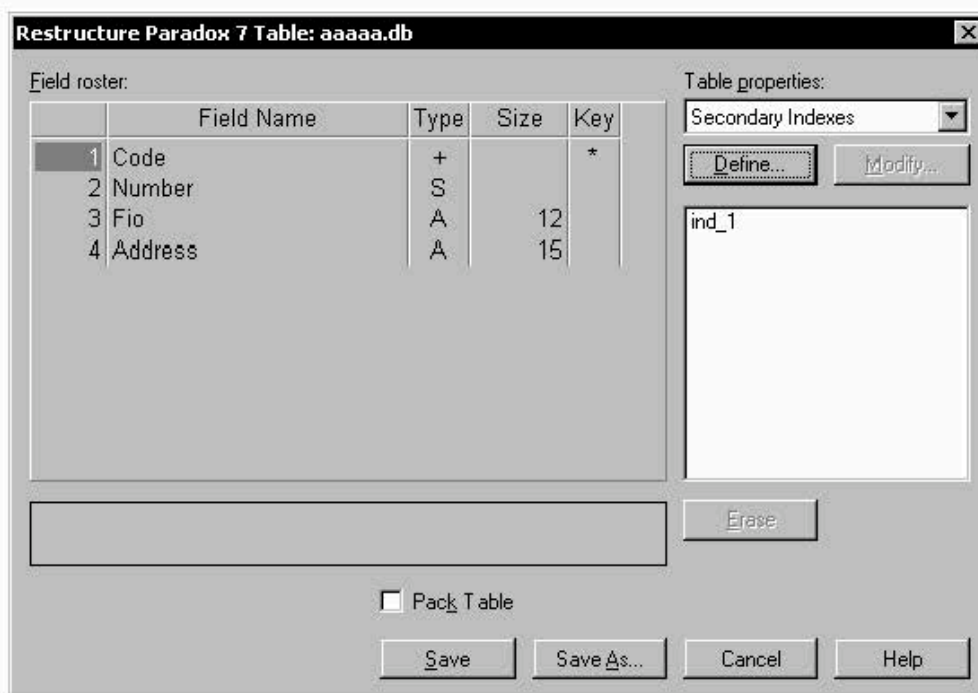 Restructure Paradox 7 Table: aaaaa.db
Field roster:
Table properties:
Field Name Type Size Key
Secondary Indexes
1 Code + *
2 Number S
3 Fio A 12
4 Address A 15
Define... Modify...
ind_1
Erase
Pack Table
Save Save As... Cancel Help